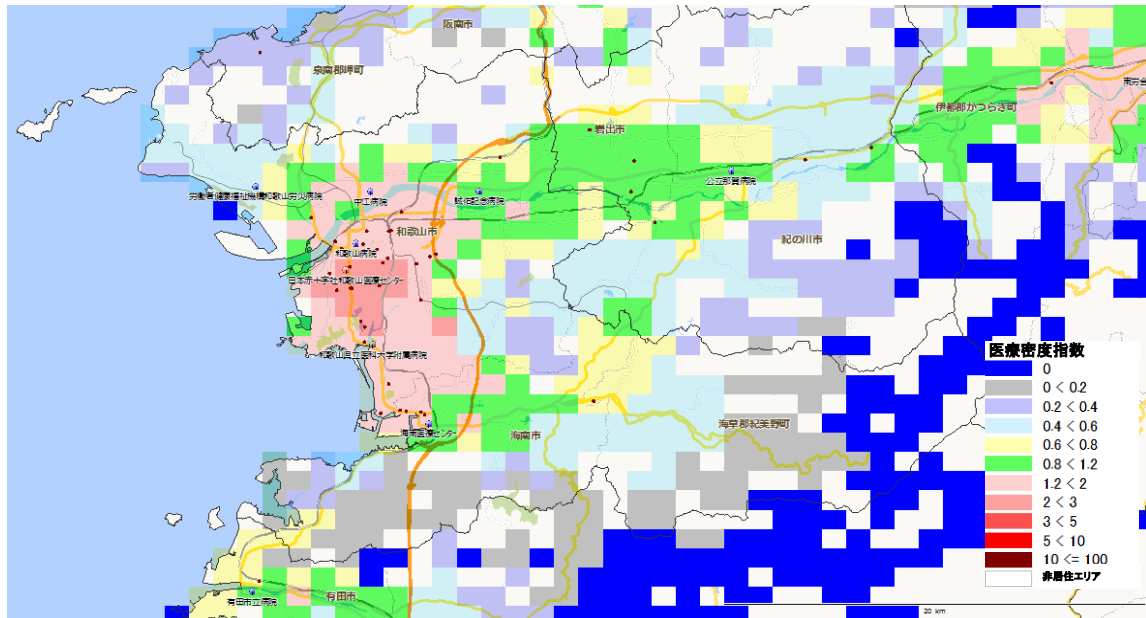 阪南市
泉南郡岬町
伊都郡かつらぎ町
岩出市
公立那賀病院
労働者健康福祉機構和歌山労災病院
中江病院
誠佑記念病院
和歌山市
紀の川市
和歌山病院
日本赤十字社和歌山医療センター
和歌山県立医科大学附属病院
海南医療センター
海南市
海草郡紀美野町
有田市立病院
有田市
医療密度指数
0
0 < 0.2
0.2 < 0.4
0.4 < 0.6
0.6 < 0.8
0.8 < 1.2
1.2 < 2
2 < 3
3 < 5
5 < 10
10 <= 100
非居住エリア
20 km